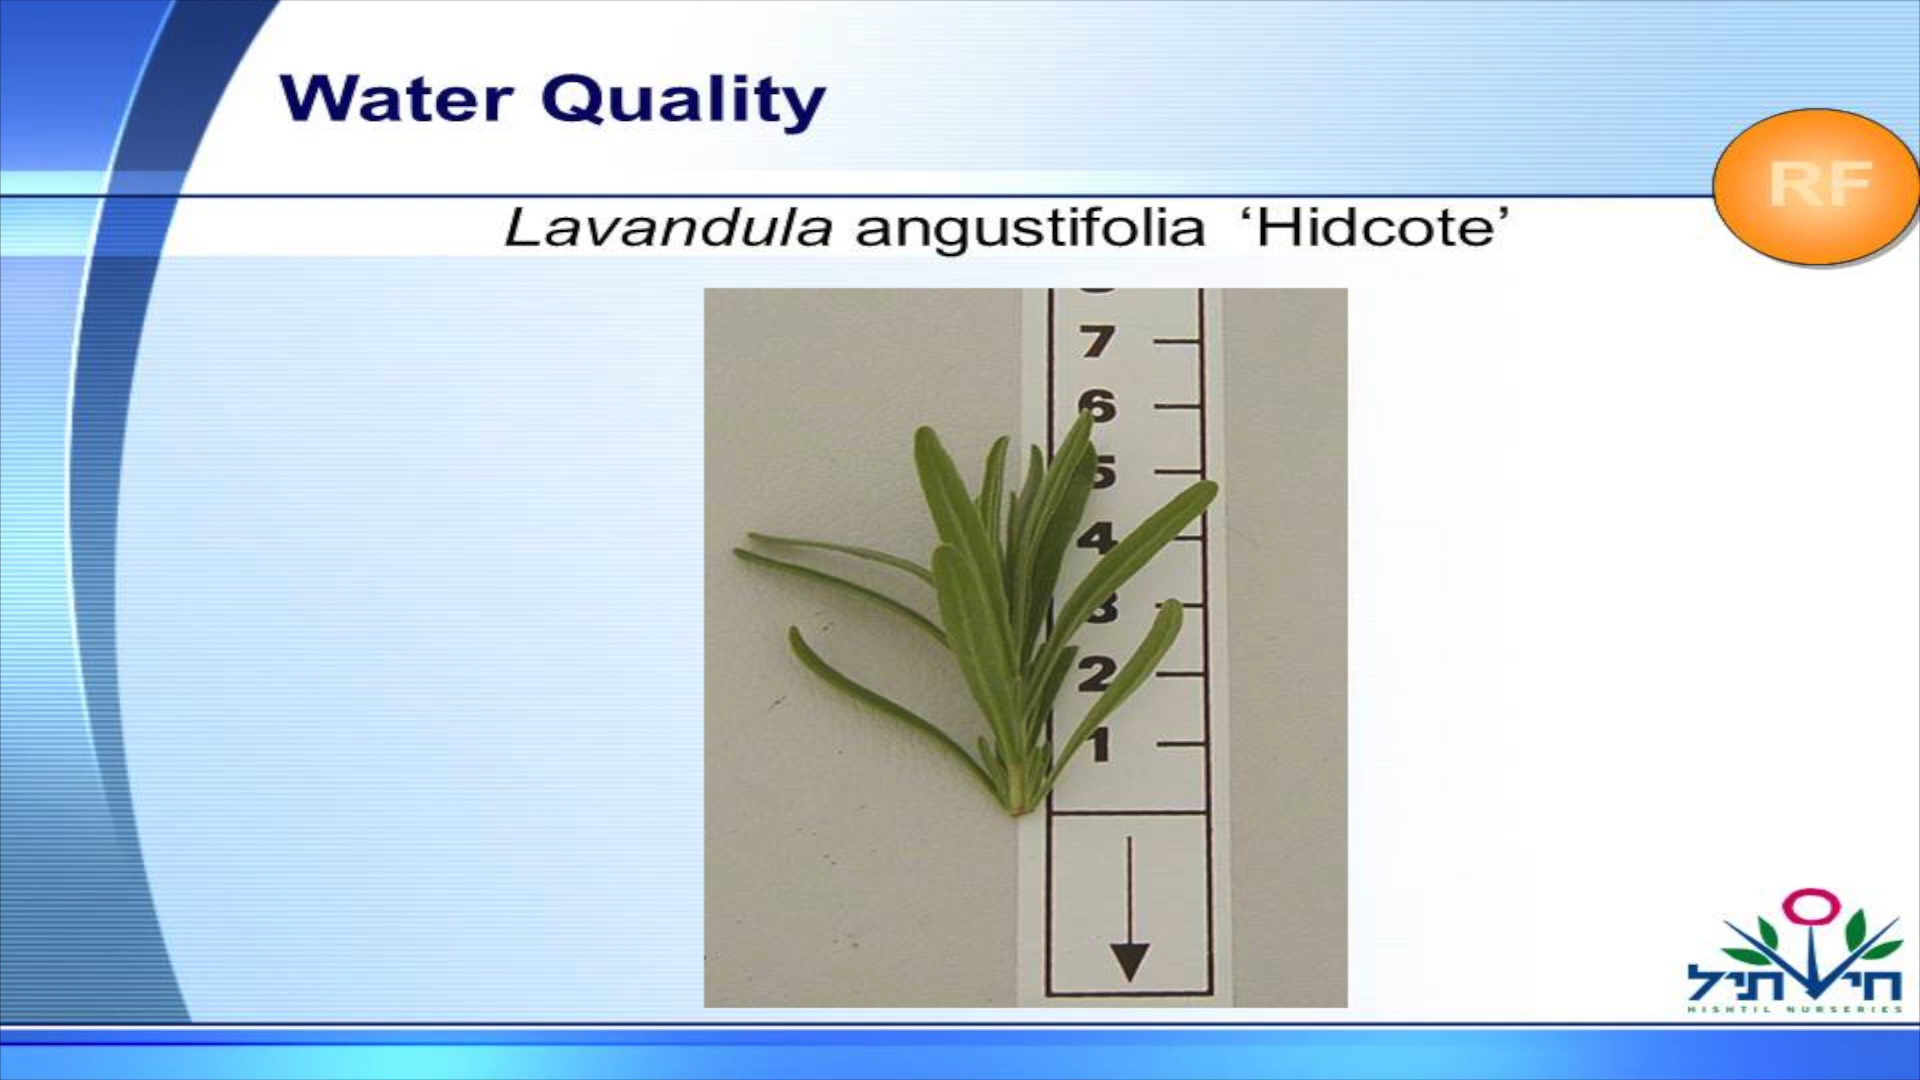 Water Quality
RF
Lavandula angustifolia ‘Hidcote’
7
6
5
4
3
2
1
חישתיל
HISHTIL NURSERIES